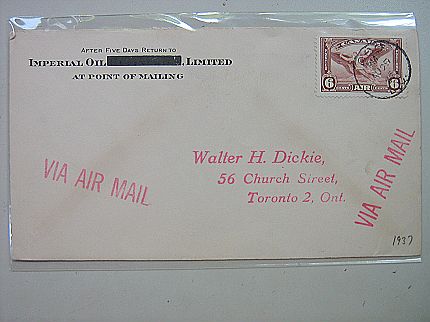 After Five Days Return to
Imperial Oil , Limited
at Point of Mailing
CANADA
6 AIR 6
VIA AIR MAIL
Walter H. Dickie,
56 Church Street,
Toronto 2, Ont.
VIA AIR MAIL
1937